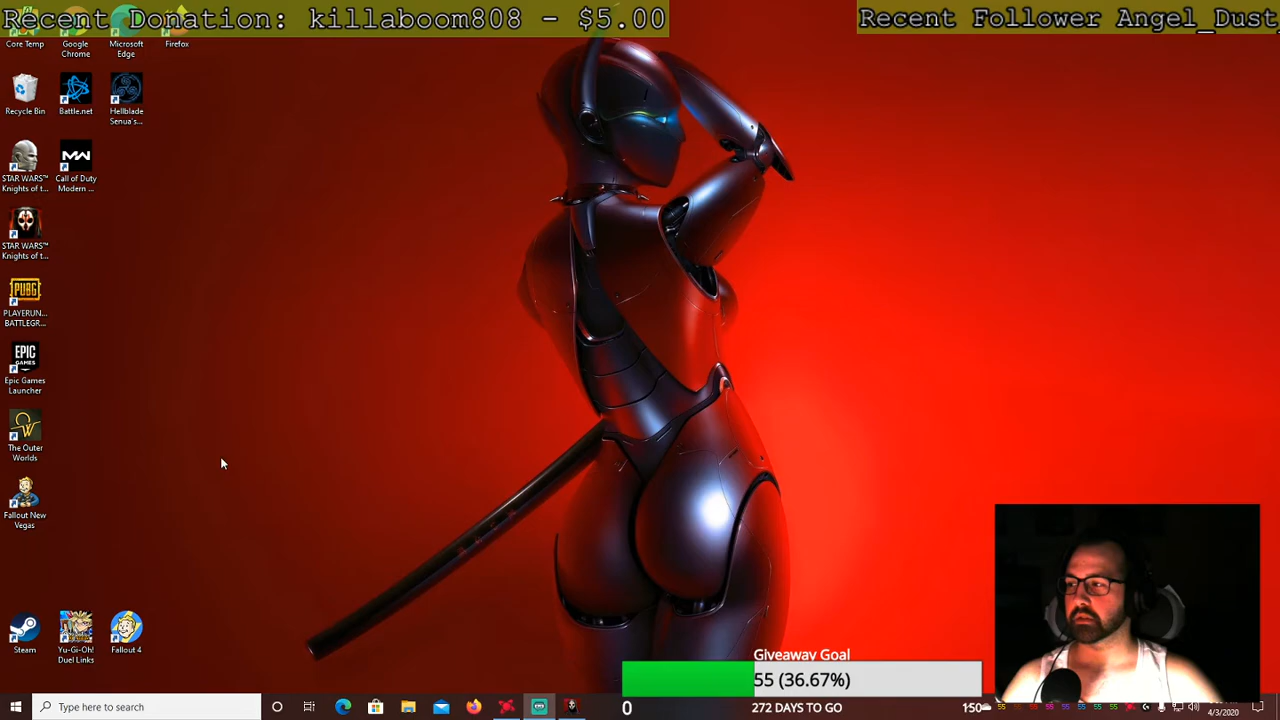 Recent Donation: killaboom808 - $5.00
Recent Follower Angel_Dust
Core Temp
Google
Chrome
Microsoft
Edge
Firefox
Recycle Bin
Battle.net
Hellblade
Senua's...
STAR WARS™
Knights of t...
Call of Duty
Modern ...
STAR WARS™
Knights of t...
PUBG
PLAYERUN...
BATTLEGR...
EPIC
GAMES
Epic Games
Launcher
The Outer
Worlds
Fallout New
Vegas
Steam
Yu-Gi-Oh!
Duel Links
Fallout 4
Giveaway Goal
55 (36.67%)
0
272 DAYS TO GO
150
Type here to search
4/3/2020